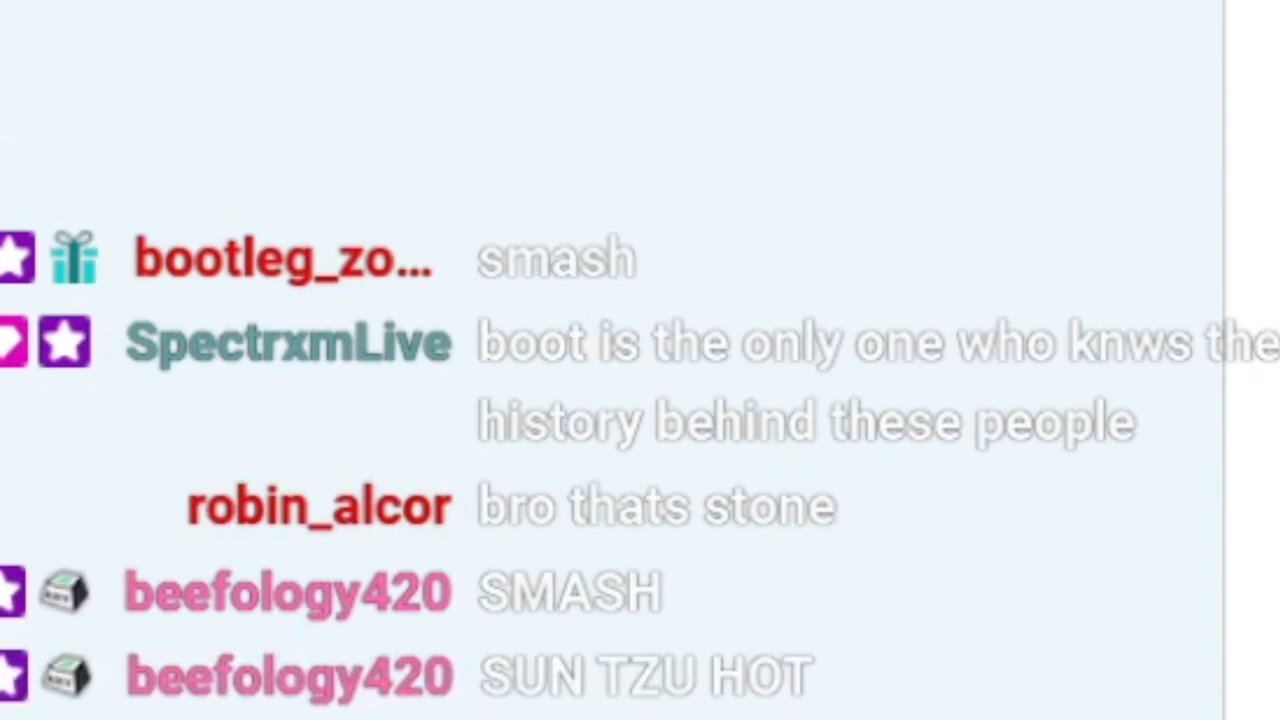 bootleg_zo... smash
SpectrxmLive boot is the only one who knws the
history behind these people
robin_alcor bro thats stone
beefology420 SMASH
beefology420 SUN TZU HOT